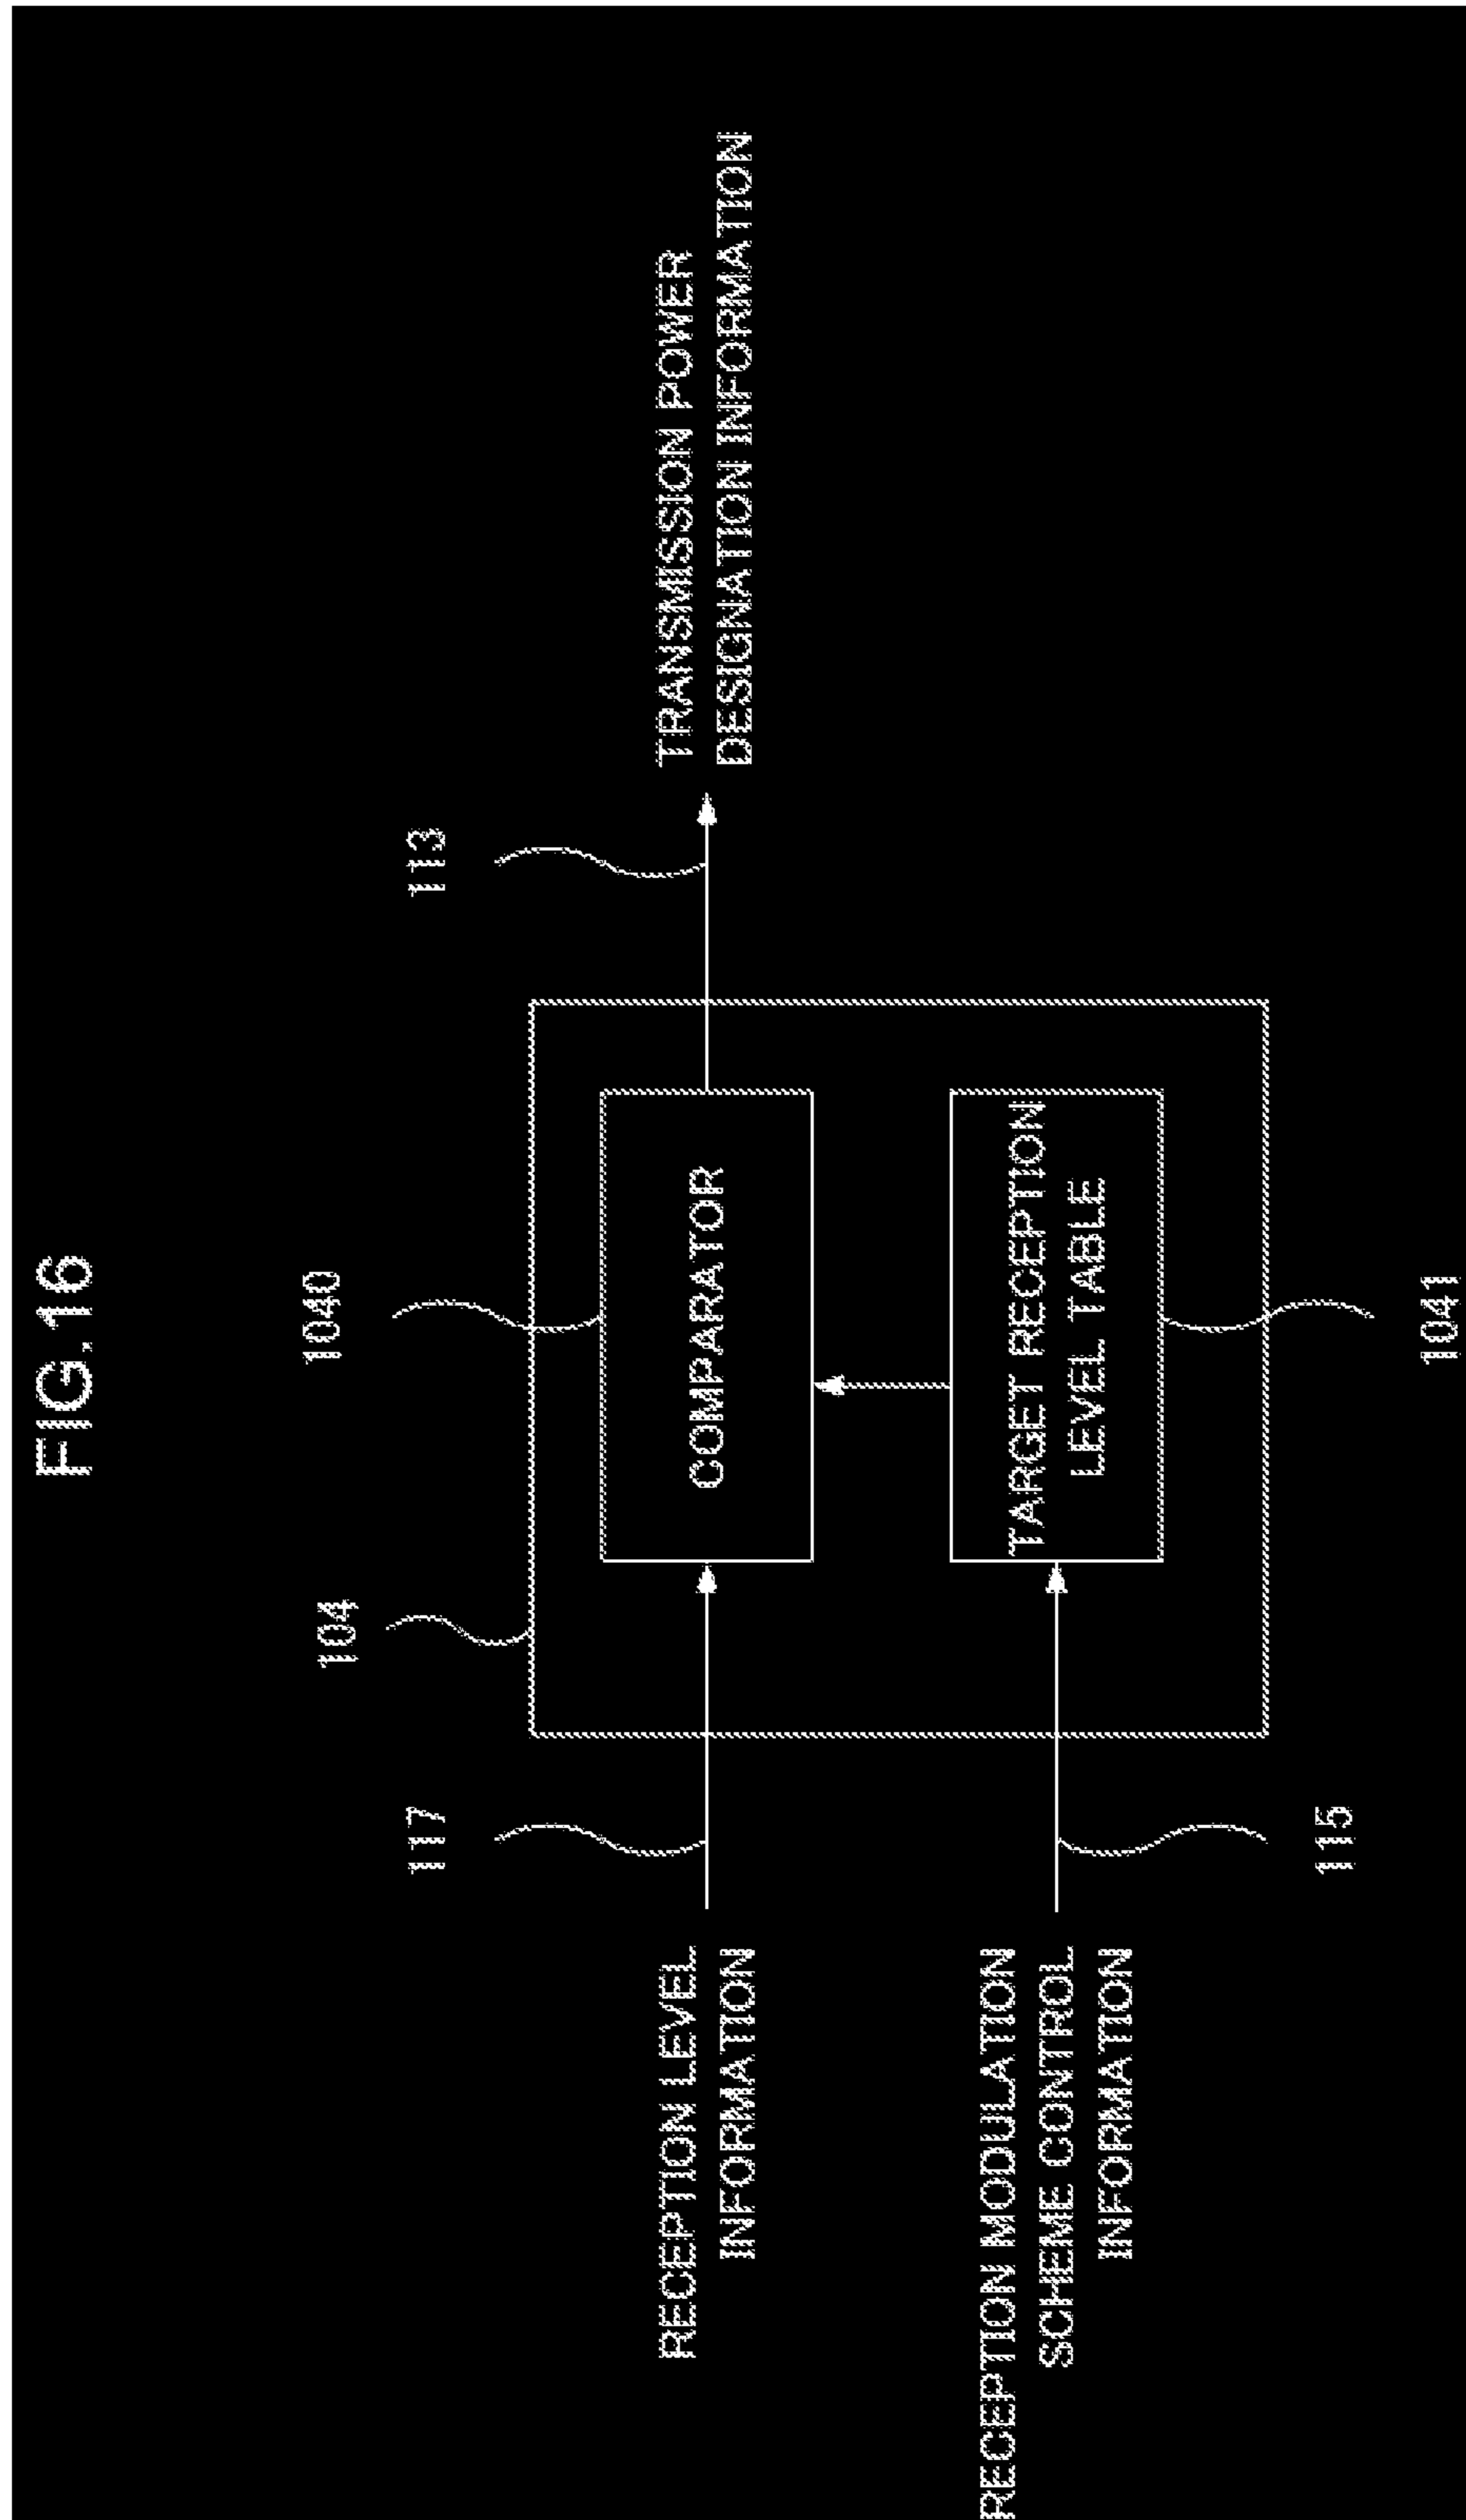 FIG.16
104
1040
117
113
RECEPTION LEVEL
INFORMATION
COMPARATOR
TRANSMISSION POWER
DESIGNATION INFORMATION
RECEPTION MODULATION
SCHEME CONTROL
INFORMATION
TARGET RECEPTION
LEVEL TABLE
115
1041